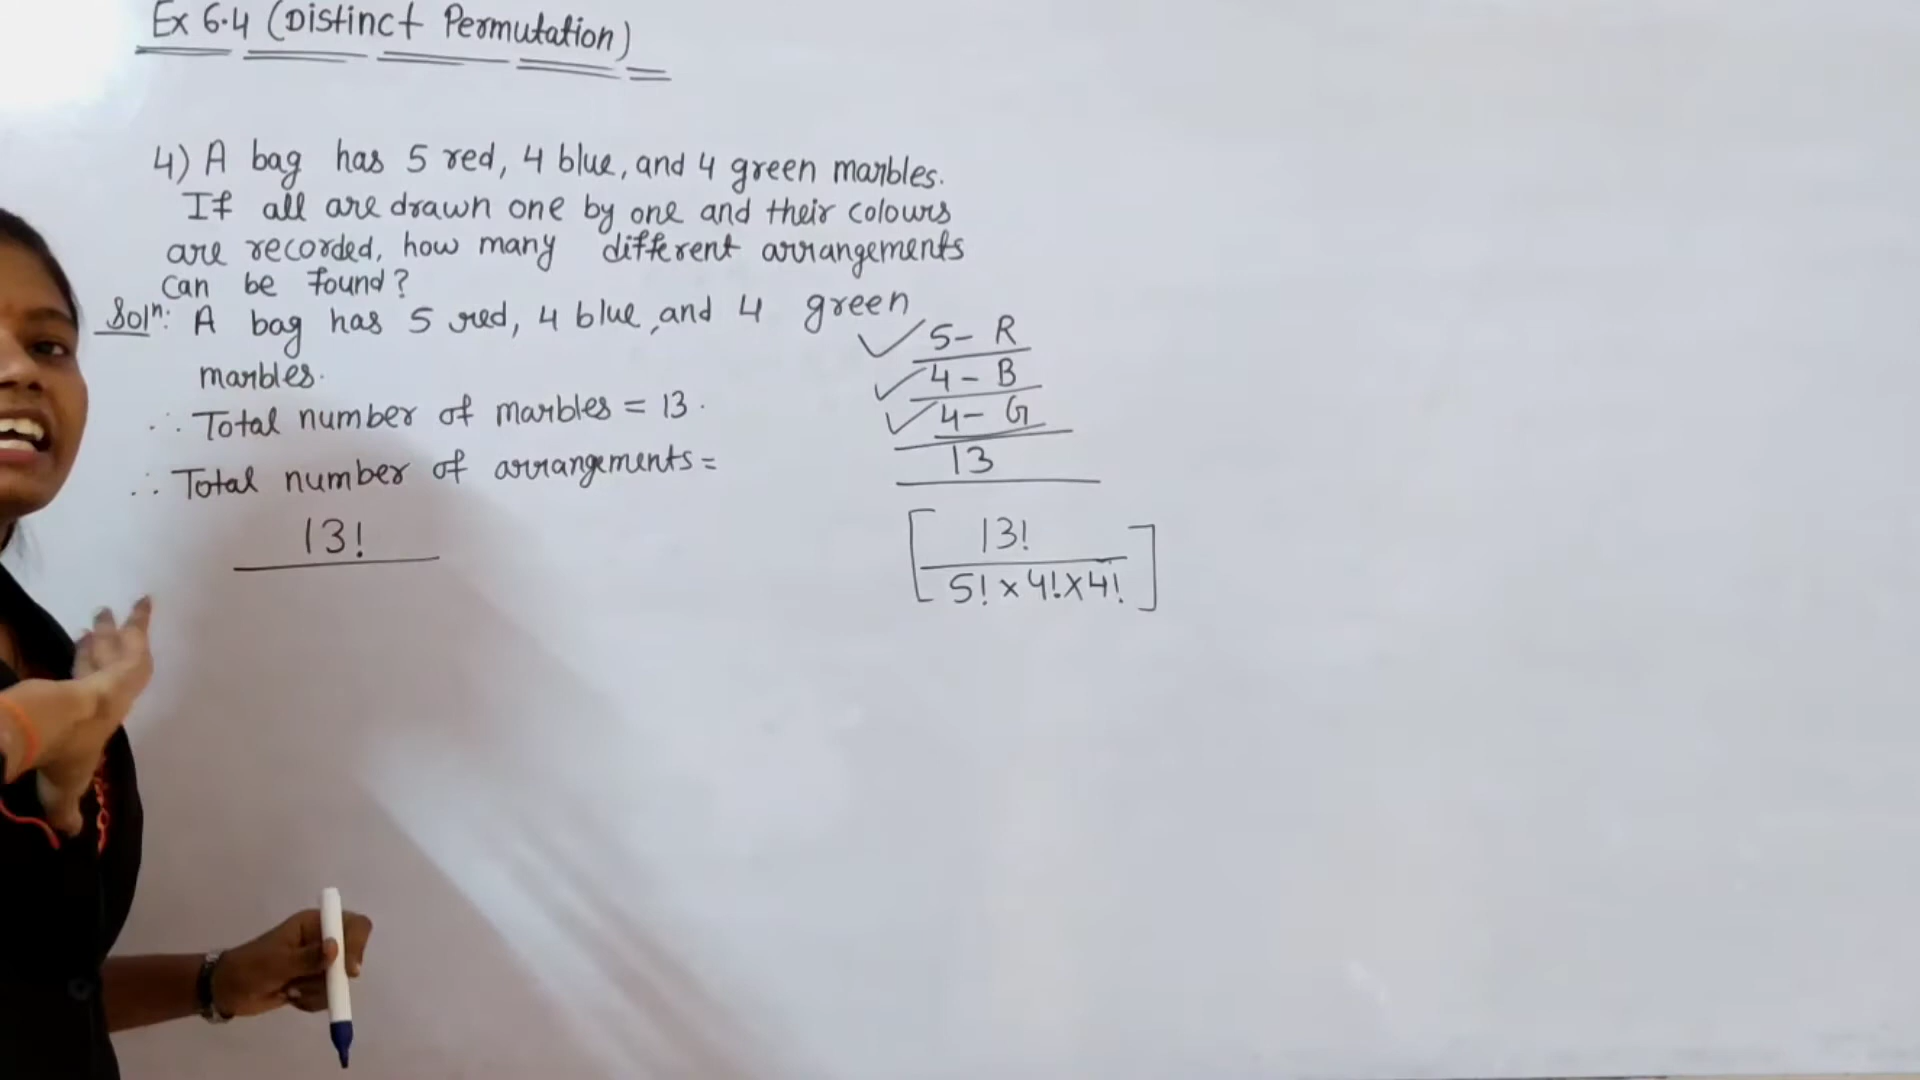 Ex 6.4 (Distinct Permutation)
4) A bag has 5 red, 4 blue, and 4 green marbles.
If all are drawn one by one and their colours
are recorded, how many different arrangements
can be found?
Solⁿ: A bag has 5 red, 4 blue, and 4 green
marbles.
∴ Total number of marbles = 13.
∴ Total number of arrangements =
13!
5- R
4 - B
4- G
13
13!
5! × 4! × 4!